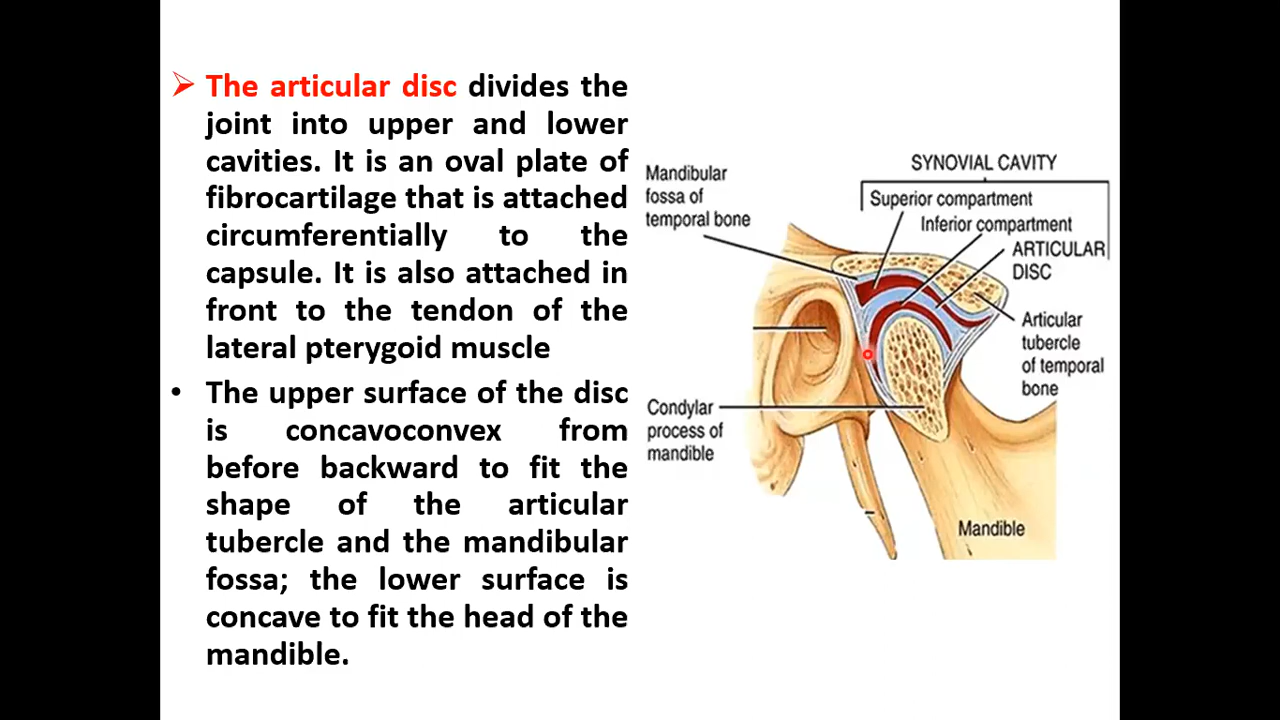 The articular disc divides the
joint into upper and lower
cavities. It is an oval plate of
fibrocartilage that is attached
circumferentially to the
capsule. It is also attached in
front to the tendon of the
lateral pterygoid muscle
• The upper surface of the disc
is concavoconvex from
before backward to fit the
shape of the articular
tubercle and the mandibular
fossa; the lower surface is
concave to fit the head of the
mandible.
SYNOVIAL CAVITY
Mandibular
fossa of
temporal bone
Superior compartment
Inferior compartment
ARTICULAR
DISC
Articular
tubercle
of temporal
bone
Condylar
process of
mandible
Mandible